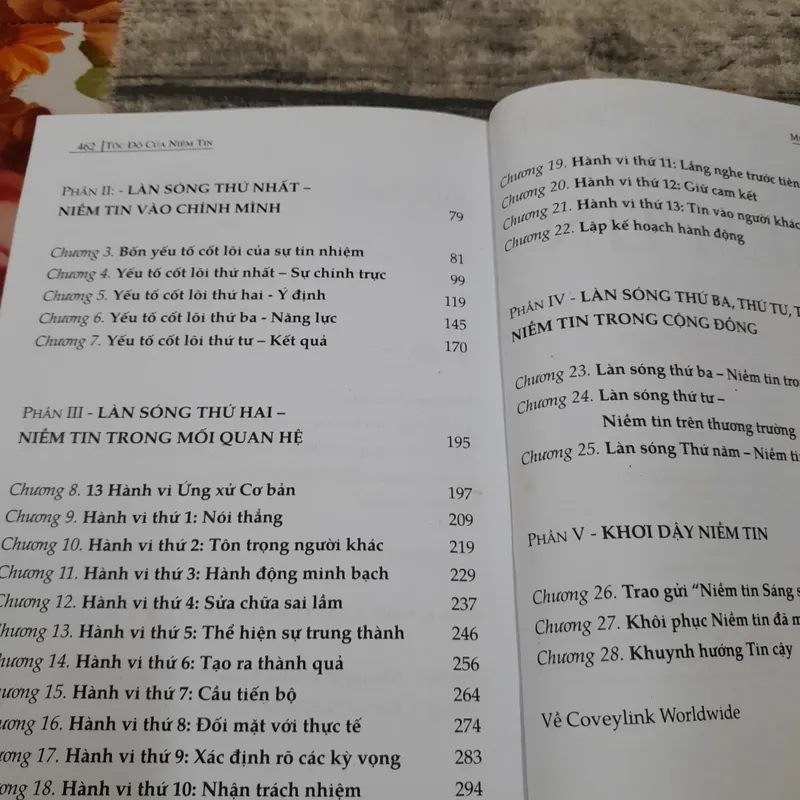 462 | TỐC ĐỘ CỦA NIỀM TIN
PHẦN II: - LÀN SÓNG THỨ NHẤT –
NIỀM TIN VÀO CHÍNH MÌNH 79
Chương 3. Bốn yếu tố cốt lõi của sự tín nhiệm 81
Chương 4. Yếu tố cốt lõi thứ nhất – Sự chính trực 99
Chương 5. Yếu tố cốt lõi thứ hai - Ý định 119
Chương 6. Yếu tố cốt lõi thứ ba - Năng lực 145
Chương 7. Yếu tố cốt lõi thứ tư – Kết quả 170
PHẦN III - LÀN SÓNG THỨ HAI –
NIỀM TIN TRONG MỐI QUAN HỆ 195
Chương 8. 13 Hành vi Ứng xử Cơ bản 197
Chương 9. Hành vi thứ 1: Nói thẳng 209
Chương 10. Hành vi thứ 2: Tôn trọng người khác 219
Chương 11. Hành vi thứ 3: Hành động minh bạch 229
Chương 12. Hành vi thứ 4: Sửa chữa sai lầm 237
hương 13. Hành vi thứ 5: Thể hiện sự trung thành 246
hương 14. Hành vi thứ 6: Tạo ra thành quả 256
ương 15. Hành vi thứ 7: Cầu tiến bộ 264
ương 16. Hành vi thứ 8: Đối mặt với thực tế 274
ương 17. Hành vi thứ 9: Xác định rõ các kỳ vọng 283
ơng 18. Hành vi thứ 10: Nhận trách nhiệm 294
Chương 19. Hành vi thứ 11: Lắng nghe trước tiên
Chương 20. Hành vi thứ 12: Giữ cam kết
Chương 21. Hành vi thứ 13: Tin vào người khác
Chương 22. Lập kế hoạch hành động
PHẦN IV - LÀN SÓNG THỨ BA, THỨ TƯ, T
NIỀM TIN TRONG CỘNG ĐỒNG
Chương 23. Làn sóng thứ ba – Niềm tin tro
Chương 24. Làn sóng thứ tư –
Niềm tin trên thương trường
Chương 25. Làn sóng Thứ năm – Niềm tin
PHẦN V - KHƠI DẬY NIỀM TIN
Chương 26. Trao gửi “Niềm tin Sáng s
Chương 27. Khôi phục Niềm tin đã m
Chương 28. Khuynh hướng Tin cậy
Về Coveylink Worldwide